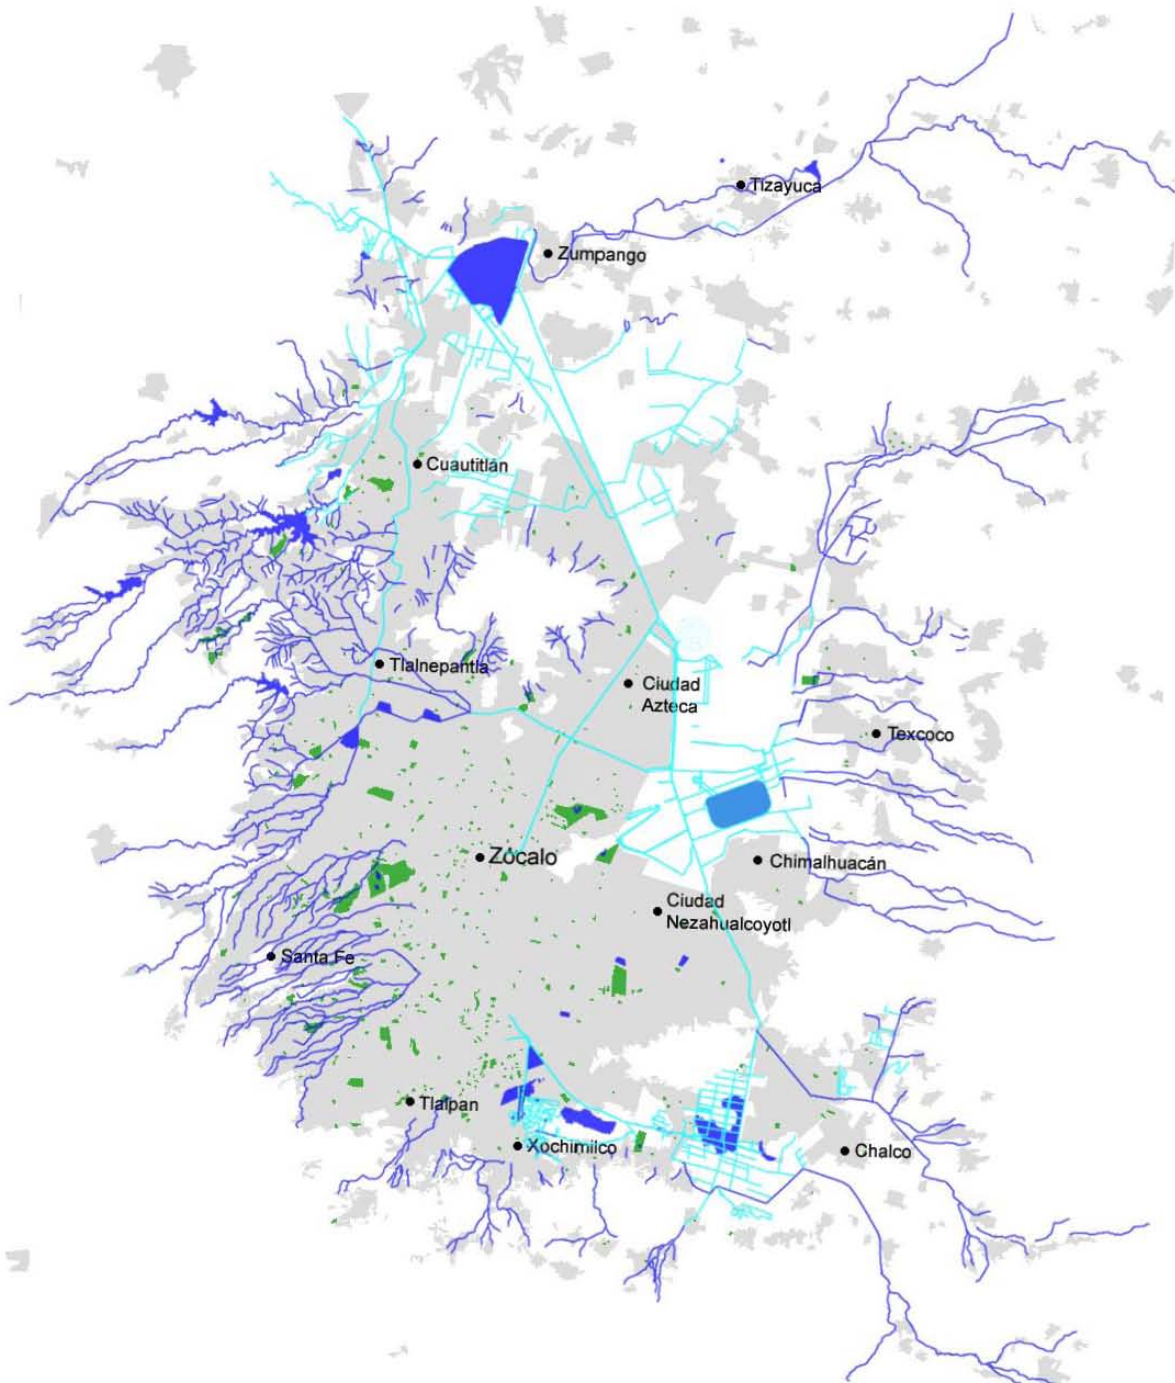 Tizayuca
Zumpango
Cuautitlán
Tlalnepantla
Ciudad
Azteca
Texcoco
Zócalo
Chimalhuacán
Ciudad
Nezahualcoyotl
Santa Fe
Tlalpan
Xochimilco
Chalco